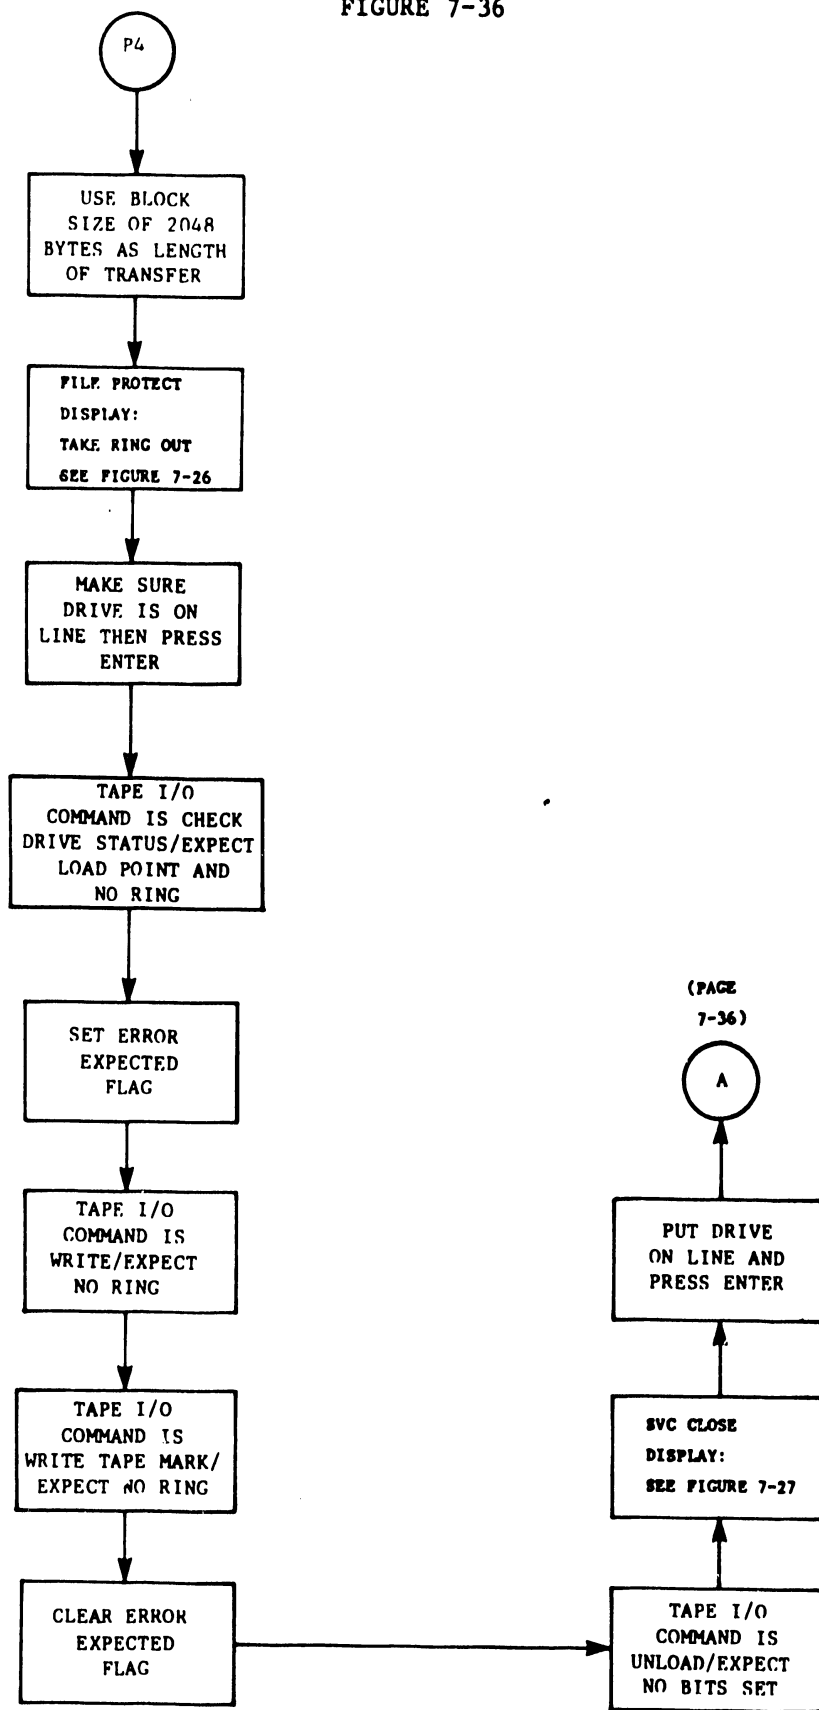 FIGURE 7-36
P4
USE BLOCK
SIZE OF 2048
BYTES AS LENGTH
OF TRANSFER
FILE PROTECT
DISPLAY:
TAKE RING OUT
SEE FIGURE 7-26
MAKE SURE
DRIVE IS ON
LINE THEN PRESS
ENTER
TAPE I/O
COMMAND IS CHECK
DRIVE STATUS/EXPECT
LOAD POINT AND
NO RING
SET ERROR
EXPECTED
FLAG
TAPE I/O
COMMAND IS
WRITE/EXPECT
NO RING
TAPE I/O
COMMAND IS
WRITE TAPE MARK/
EXPECT NO RING
CLEAR ERROR
EXPECTED
FLAG
TAPE I/O
COMMAND IS
UNLOAD/EXPECT
NO BITS SET
SVC CLOSE
DISPLAY:
SEE FIGURE 7-27
PUT DRIVE
ON LINE AND
PRESS ENTER
(PAGE
7-36)
A